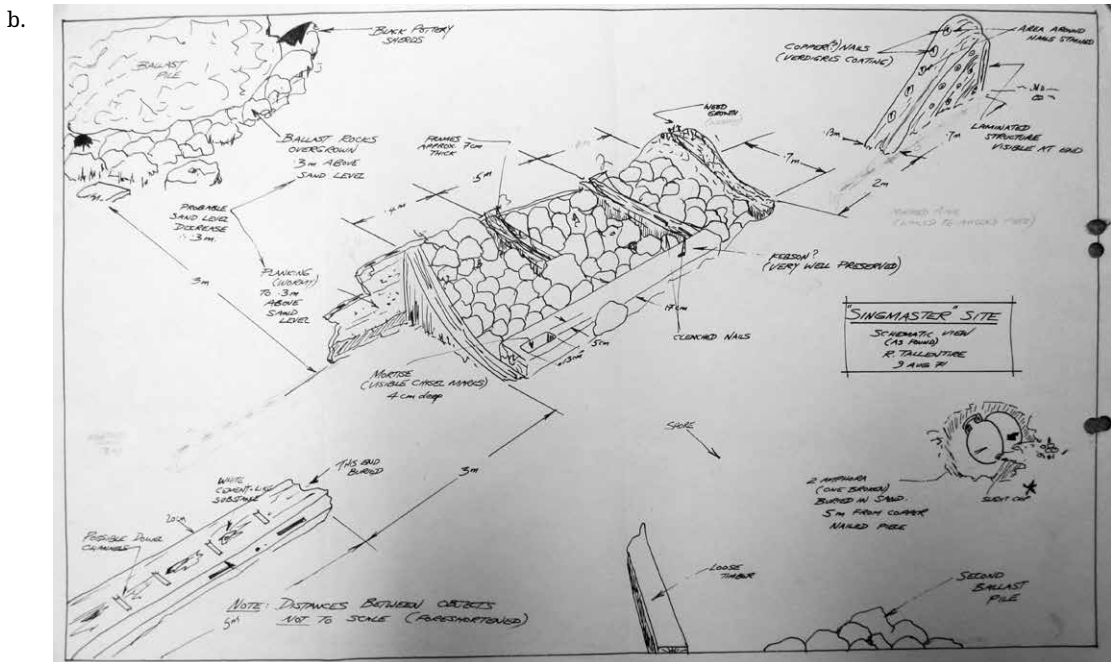 b.
BLACK POTTERY
SHERDS
BALLAST
PILE
BALLAST ROCKS
OVERGROWN
.3m ABOVE
SAND LEVEL
PROBABLE
SAND LEVEL
DECREASE
.3m.
PLANKING
(WORMY)
TO .3m
ABOVE
SAND
LEVEL
3m
FRAMES
APPROX. 7cm
THICK
.4m
.5m
WEED
GROWN
.7m
COPPER(?) NAILS
(VERDIGRIS COATING)
AREA AROUND
NAILS STAINED
LAMINATED
STRUCTURE
VISIBLE AT END
.13m
.7m
2m
KEELSON?
(VERY WELL PRESERVED)
17cm
CLENCHED NAILS
5cm
MORTISE
(VISIBLE CHISEL MARKS)
4cm deep
"SINGMASTER" SITE
SCHEMATIC VIEW
(AS FOUND)
R. TALLENTIRE
9 AUG 71
SHORE
3m
THIS END
BURIED
WHITE
CEMENT-LIKE
SUBSTANCE
20cm
POSSIBLE DOWEL
CHANNELS
5m
NOTE: DISTANCES BETWEEN OBJECTS
NOT TO SCALE (FORESHORTENED)
2 AMPHORA
(ONE BROKEN)
BURIED IN SAND.
5m FROM COPPER
NAILED PIECE
LOOSE
TIMBER
SECOND
BALLAST
PILE